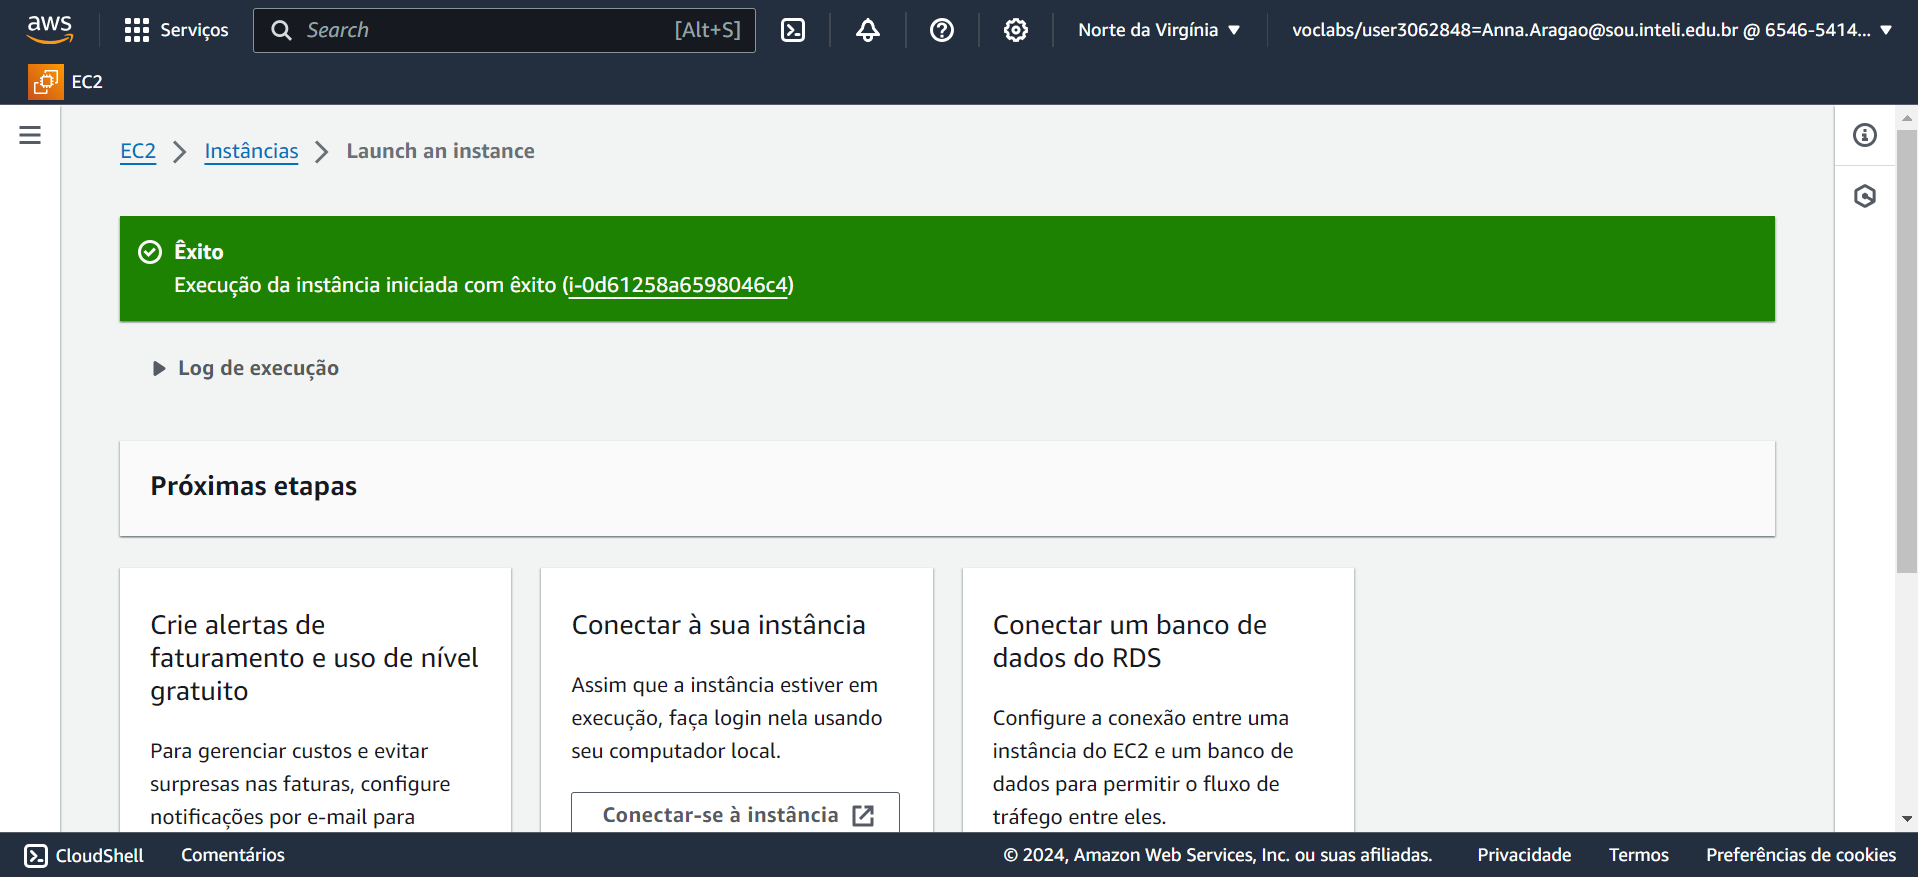 aws
Serviços
Search
[Alt+S]
Norte da Virgínia
voclabs/user3062848=Anna.Aragao@sou.inteli.edu.br @ 6546-5414...
EC2
EC2
Instâncias
Launch an instance
Êxito
Execução da instância iniciada com êxito (i-0d61258a6598046c4)
Log de execução
Próximas etapas
Crie alertas de
faturamento e uso de nível
gratuito
Para gerenciar custos e evitar
surpresas nas faturas, configure
notificações por e-mail para
Conectar à sua instância
Assim que a instância estiver em
execução, faça login nela usando
seu computador local.
Conectar-se à instância
Conectar um banco de
dados do RDS
Configure a conexão entre uma
instância do EC2 e um banco de
dados para permitir o fluxo de
tráfego entre eles.
CloudShell
Comentários
© 2024, Amazon Web Services, Inc. ou suas afiliadas.
Privacidade
Termos
Preferências de cookies